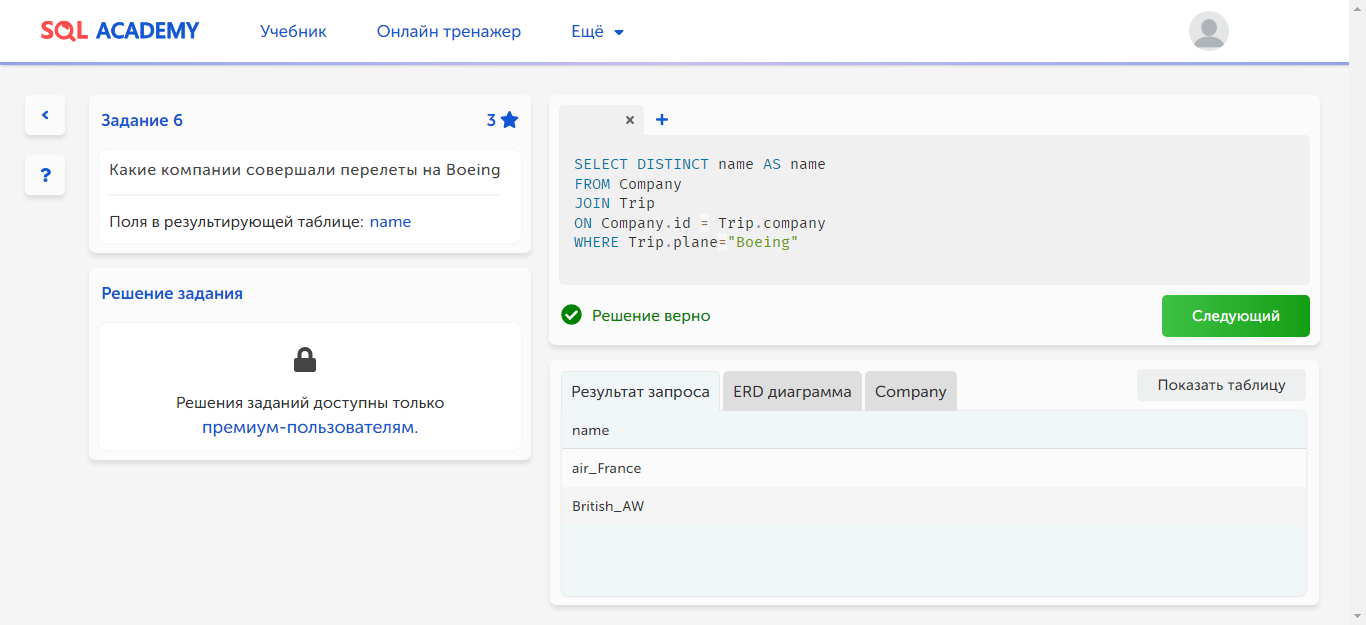 SQL ACADEMY
Учебник
Онлайн тренажер
Ещё
Задание 6
3
Какие компании совершали перелеты на Boeing
Поля в результирующей таблице: name
Решение задания
Решения заданий доступны только
премиум-пользователям.
SELECT DISTINCT name AS name
FROM Company
JOIN Trip
ON Company.id = Trip.company
WHERE Trip.plane="Boeing"
Решение верно
Следующий
Результат запроса
ERD диаграмма
Company
Показать таблицу
name
air_France
British_AW